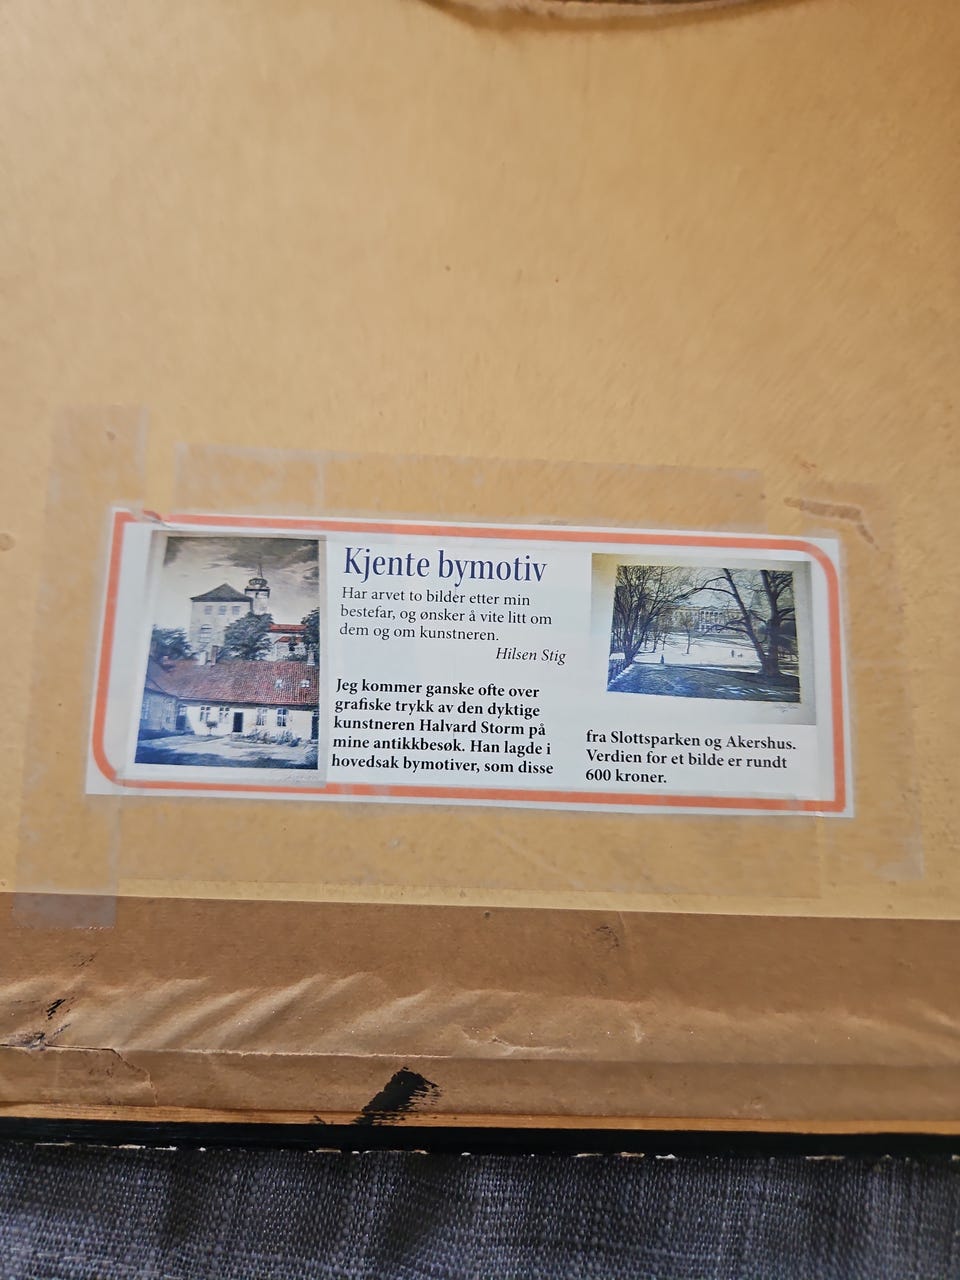 Kjente bymotiv
Har arvet to bilder etter min
bestefar, og ønsker å vite litt om
dem og om kunstneren.
Hilsen Stig
Jeg kommer ganske ofte over
grafiske trykk av den dyktige
kunstneren Halvard Storm på
mine antikkbesøk. Han lagde i
hovedsak bymotiver, som disse
fra Slottsparken og Akershus.
Verdien for et bilde er rundt
600 kroner.